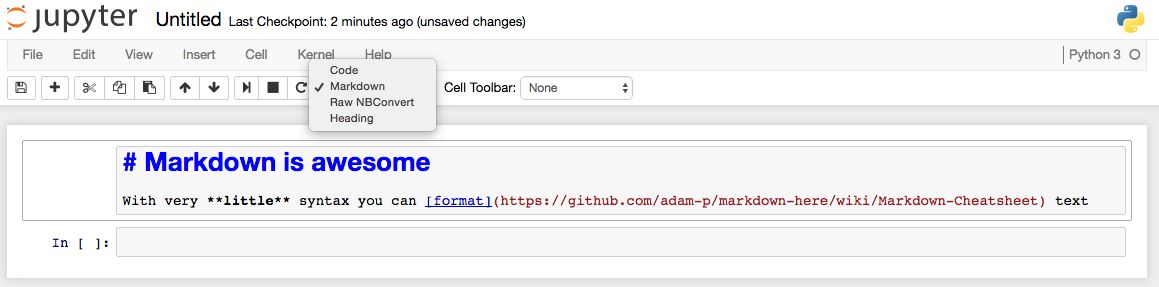 jupyter Untitled Last Checkpoint: 2 minutes ago (unsaved changes)
File Edit View Insert Cell Kernel Help Python 3
Code
Markdown
Raw NBConvert
Heading
Cell Toolbar: None
# Markdown is awesome
With very **little** syntax you can [format](https://github.com/adam-p/markdown-here/wiki/Markdown-Cheatsheet) text
In [ ]: